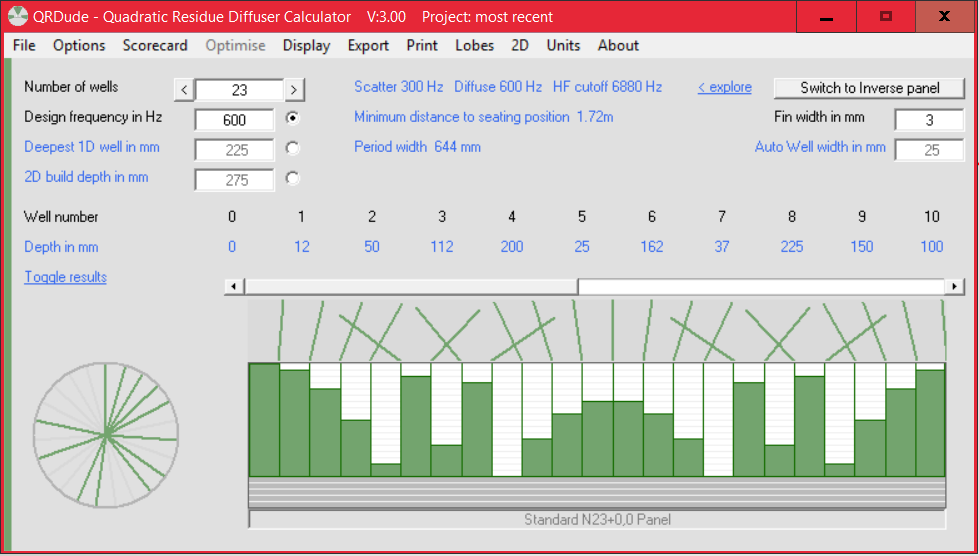 QRDude - Quadratic Residue Diffuser Calculator V:3.00 Project: most recent
File Options Scorecard Optimise Display Export Print Lobes 2D Units About
Number of wells < 23 > Scatter 300 Hz Diffuse 600 Hz HF cutoff 6880 Hz < explore Switch to Inverse panel
Design frequency in Hz 600 Minimum distance to seating position 1.72m Fin width in mm 3
Deepest 1D well in mm 225 Period width 644 mm Auto Well width in mm 25
2D build depth in mm 275
Well number 0 1 2 3 4 5 6 7 8 9 10
Depth in mm 0 12 50 112 200 25 162 37 225 150 100
Toggle results
Standard N23+0,0 Panel